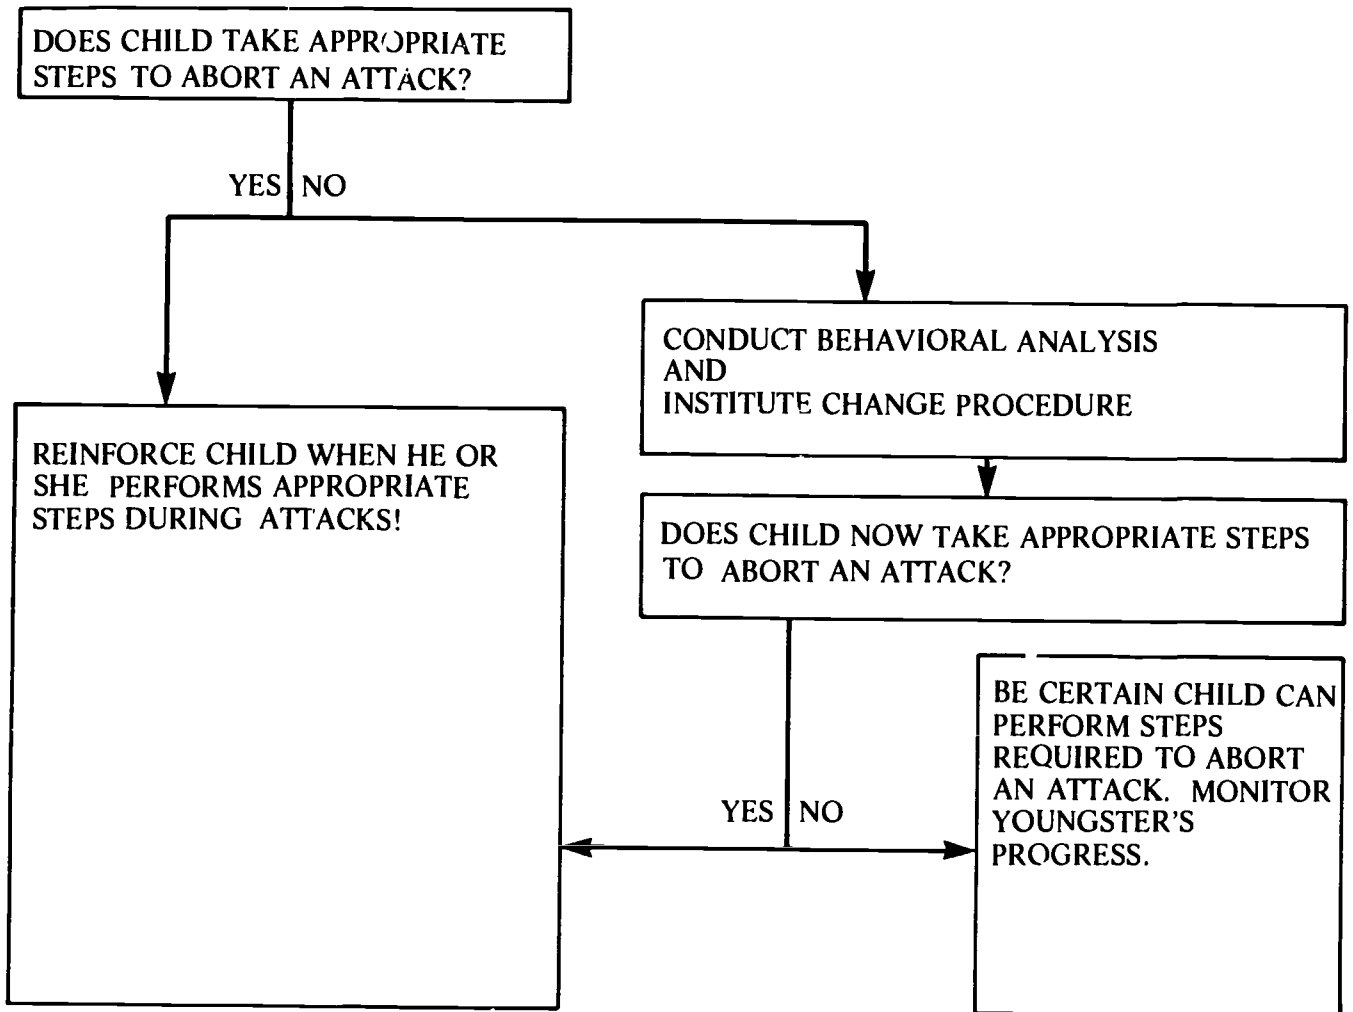 DOES CHILD TAKE APPROPRIATE
STEPS TO ABORT AN ATTACK?
YES NO
CONDUCT BEHAVIORAL ANALYSIS
AND
INSTITUTE CHANGE PROCEDURE
REINFORCE CHILD WHEN HE OR
SHE PERFORMS APPROPRIATE
STEPS DURING ATTACKS!
DOES CHILD NOW TAKE APPROPRIATE STEPS
TO ABORT AN ATTACK?
YES NO
BE CERTAIN CHILD CAN
PERFORM STEPS
REQUIRED TO ABORT
AN ATTACK. MONITOR
YOUNGSTER'S
PROGRESS.